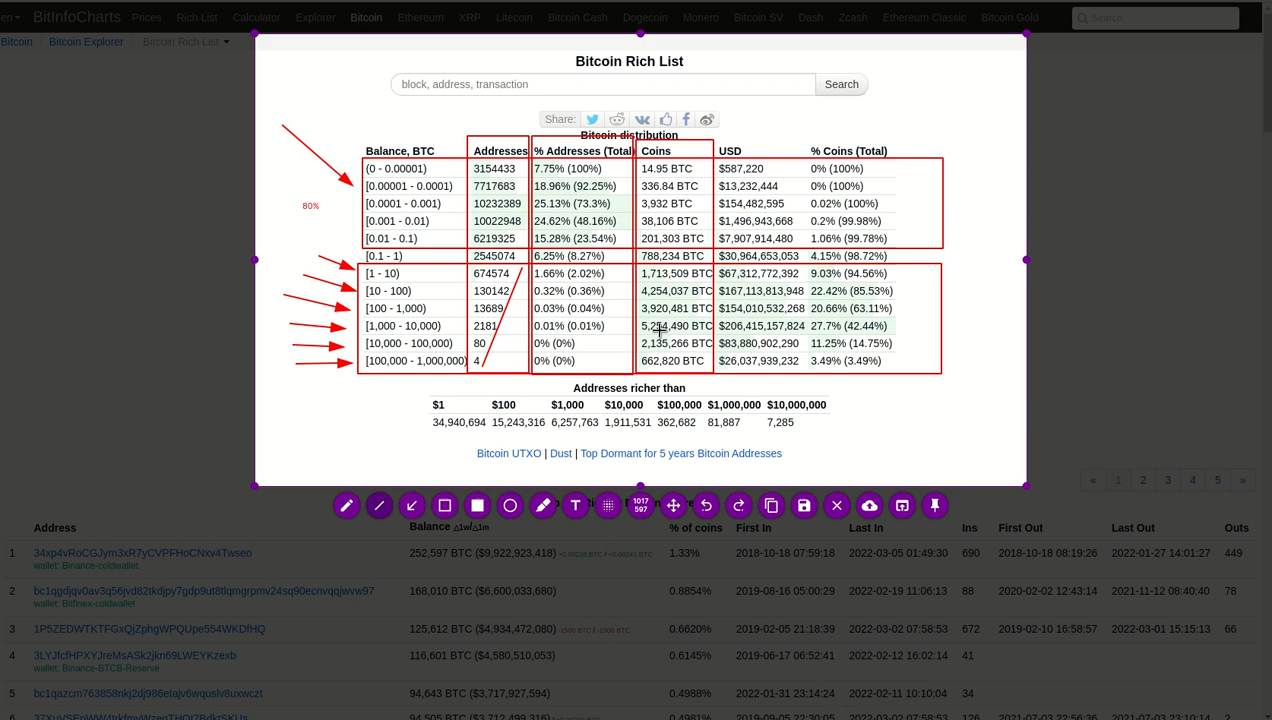 en
BitInfoCharts Prices Rich List Calculator Explorer Bitcoin Ethereum XRP Litecoin Bitcoin Cash Dogecoin Monero Bitcoin SV Dash Zcash Ethereum Classic Bitcoin Gold Search
Bitcoin / Bitcoin Explorer / Bitcoin Rich List
Bitcoin Rich List
block, address, transaction Search
Share:
Bitcoin distribution
Balance, BTC Addresses % Addresses (Total) Coins USD % Coins (Total)
(0 - 0.00001) 3154433 7.75% (100%) 14.95 BTC $587,220 0% (100%)
[0.00001 - 0.0001) 7717683 18.96% (92.25%) 336.84 BTC $13,232,444 0% (100%)
80%
[0.0001 - 0.001) 10232389 25.13% (73.3%) 3,932 BTC $154,482,595 0.02% (100%)
[0.001 - 0.01) 10022948 24.62% (48.16%) 38,106 BTC $1,496,943,668 0.2% (99.98%)
[0.01 - 0.1) 6219325 15.28% (23.54%) 201,303 BTC $7,907,914,480 1.06% (99.78%)
[0.1 - 1) 2545074 6.25% (8.27%) 788,234 BTC $30,964,653,053 4.15% (98.72%)
[1 - 10) 674574 1.66% (2.02%) 1,713,509 BTC $67,312,772,392 9.03% (94.56%)
[10 - 100) 130142 0.32% (0.36%) 4,254,037 BTC $167,113,813,948 22.42% (85.53%)
[100 - 1,000) 13689 0.03% (0.04%) 3,920,481 BTC $154,010,532,268 20.66% (63.11%)
[1,000 - 10,000) 2181 0.01% (0.01%) 5,254,490 BTC $206,415,157,824 27.7% (42.44%)
[10,000 - 100,000) 80 0% (0%) 2,135,266 BTC $83,880,902,290 11.25% (14.75%)
[100,000 - 1,000,000) 4 0% (0%) 662,820 BTC $26,037,939,232 3.49% (3.49%)
Addresses richer than
$1 $100 $1,000 $10,000 $100,000 $1,000,000 $10,000,000
34,940,694 15,243,316 6,257,763 1,911,531 362,682 81,887 7,285
Bitcoin UTXO | Dust | Top Dormant for 5 years Bitcoin Addresses
« 1 2 3 4 5 »
T 1017 597
Address Balance △1w/△1m % of coins First In Last In Ins First Out Last Out Outs
1 34xp4vRoCGJym3xR7yCVPFHoCNxv4Twseo 252,597 BTC ($9,922,923,418) +0.00226 BTC / +0.00241 BTC 1.33% 2018-10-18 07:59:18 2022-03-05 01:49:30 690 2018-10-18 08:19:26 2022-01-27 14:01:27 449
wallet: Binance-coldwallet
2 bc1qgdjqv0av3q56jvd82tkdjpy7gdp9ut8tlqmgrpmv24sq90ecnvqqjwvw97 168,010 BTC ($6,600,033,680) 0.8854% 2019-08-16 05:00:29 2022-02-19 11:06:13 88 2020-02-02 12:43:14 2021-11-12 08:40:40 78
wallet: Bitfinex-coldwallet
3 1P5ZEDWTKTFGxQjZphgWPQUpe554WKDfHQ 125,612 BTC ($4,934,472,080) -2500 BTC / -1500 BTC 0.6620% 2019-02-05 21:18:39 2022-03-02 07:58:53 672 2019-02-10 16:58:57 2022-03-01 15:15:13 66
4 3LYJfcfHPXYJreMsASk2jkn69LWEYKzexb 116,601 BTC ($4,580,510,053) 0.6145% 2019-06-17 06:52:41 2022-02-12 16:02:14 41
wallet: Binance-BTCB-Reserve
5 bc1qazcm763858nkj2dj986etajv6wquslv8uxwczt 94,643 BTC ($3,717,927,594) 0.4988% 2022-01-31 23:14:24 2022-02-11 10:10:04 34